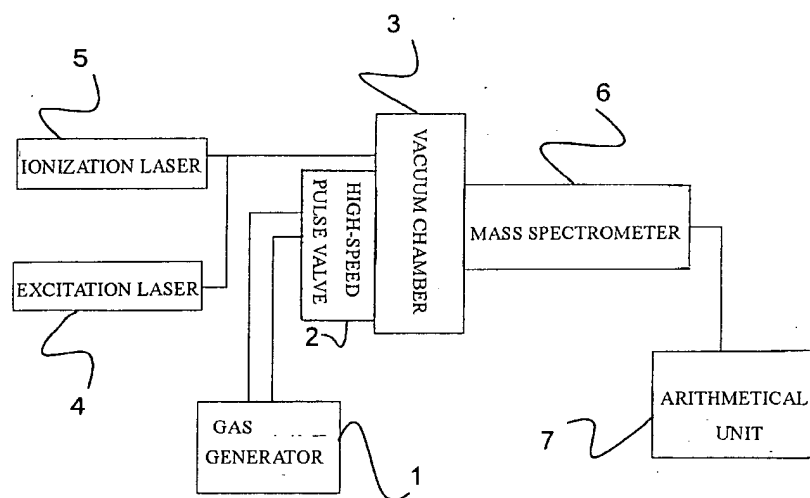 3
5
6
IONIZATION LASER
VACUUM CHAMBER
HIGH-SPEED
PULSE VALVE
MASS SPECTROMETER
EXCITATION LASER
2
4
GAS
GENERATOR
1
ARITHMETICAL
UNIT
7